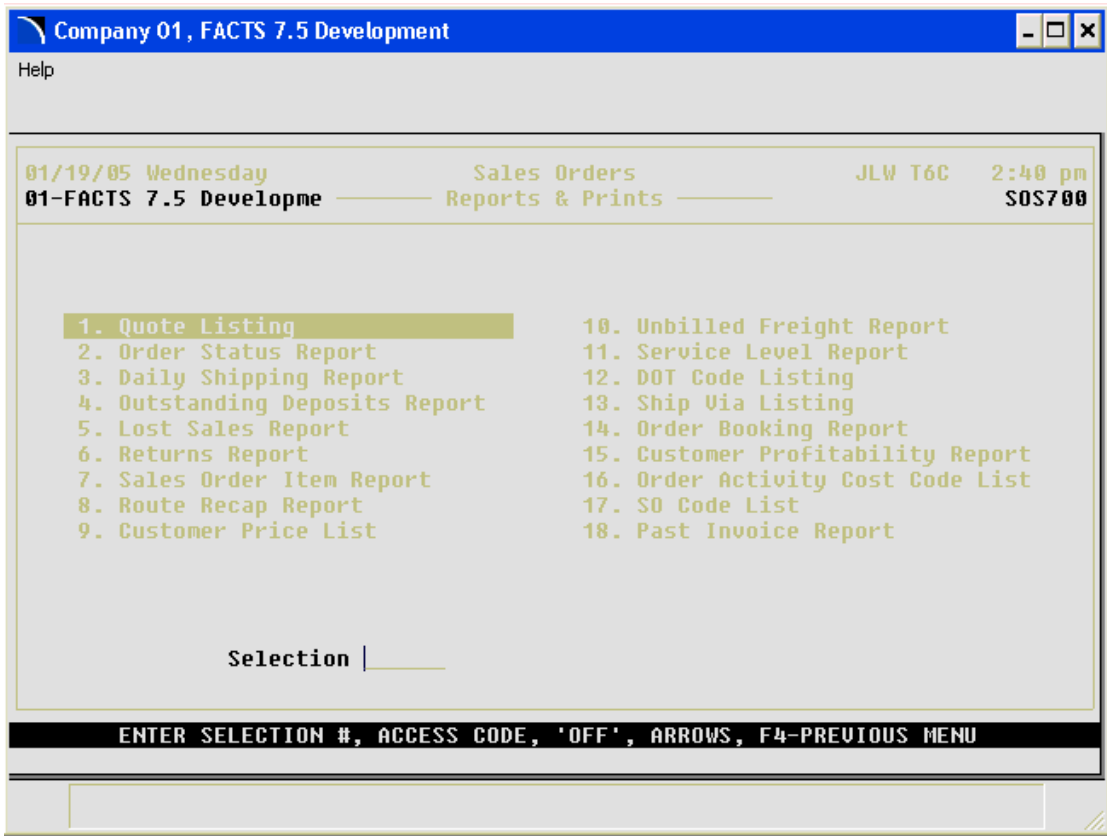 Company 01, FACTS 7.5 Development
Help
01/19/05 Wednesday Sales Orders JLW T6C 2:40 pm
01-FACTS 7.5 Developme Reports & Prints SOS700
1. Quote Listing 10. Unbilled Freight Report
2. Order Status Report 11. Service Level Report
3. Daily Shipping Report 12. DOT Code Listing
4. Outstanding Deposits Report 13. Ship Via Listing
5. Lost Sales Report 14. Order Booking Report
6. Returns Report 15. Customer Profitability Report
7. Sales Order Item Report 16. Order Activity Cost Code List
8. Route Recap Report 17. SO Code List
9. Customer Price List 18. Past Invoice Report
Selection
ENTER SELECTION #, ACCESS CODE, 'OFF', ARROWS, F4-PREVIOUS MENU